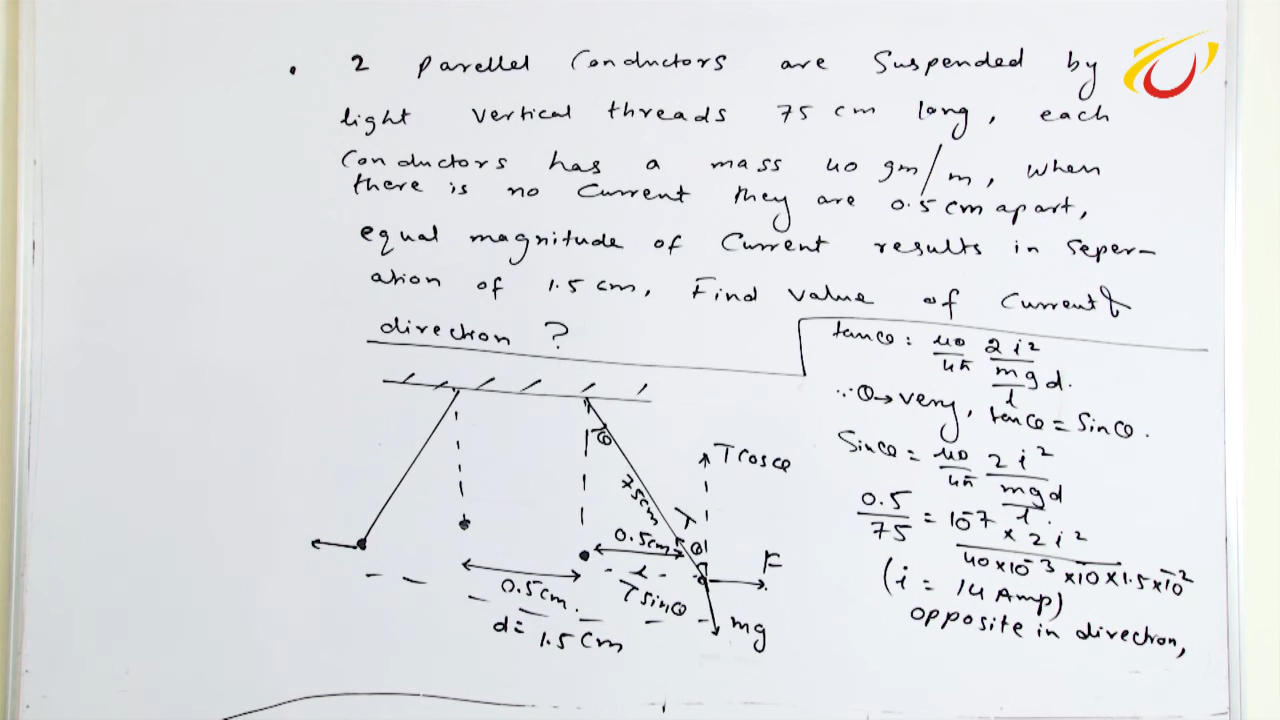 . 2 Parellel Conductors are Suspended by
light vertical threads 75 cm long, each
Conductors has a mass 40 gm/m, when
there is no Current they are 0.5 cm apart,
equal magnitude of Current results in Seper-
ation of 1.5 cm, Find value of Current &
direction ?
tanθ = μ0/4π 2i²/(m/l g d).
∵ θ→ very, tanθ = Sinθ.
Sinθ = μ0/4π 2i²/(m/l g d)
0.5/75 = 10^-7 × 2i²/(40×10^-3 ×10×1.5×10^-2)
(i = 14 Amp)
opposite in direction,
θ
75cm
T
Tcosθ
θ
0.5cm
F
Tsinθ
mg
0.5cm.
d = 1.5 Cm